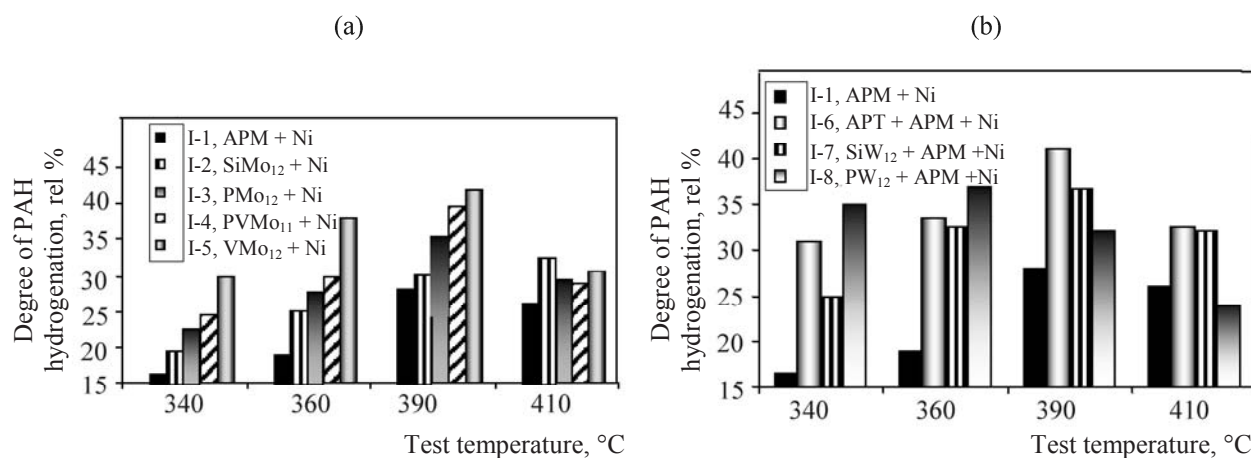 (a)
Degree of PAH
hydrogenation, rel %
45
40
35
30
25
20
15
I-1, APM + Ni
I-2, SiMo₁₂ + Ni
I-3, PMo₁₂ + Ni
I-4, PVMo₁₁ + Ni
I-5, VMo₁₂ + Ni
340 360 390 410
Test temperature, °C
(b)
Degree of PAH
hydrogenation, rel %
45
40
35
30
25
20
15
I-1, APM + Ni
I-6, APT + APM + Ni
I-7, SiW₁₂ + APM +Ni
I-8, PW₁₂ + APM +Ni
340 360 390 410
Test temperature, °C